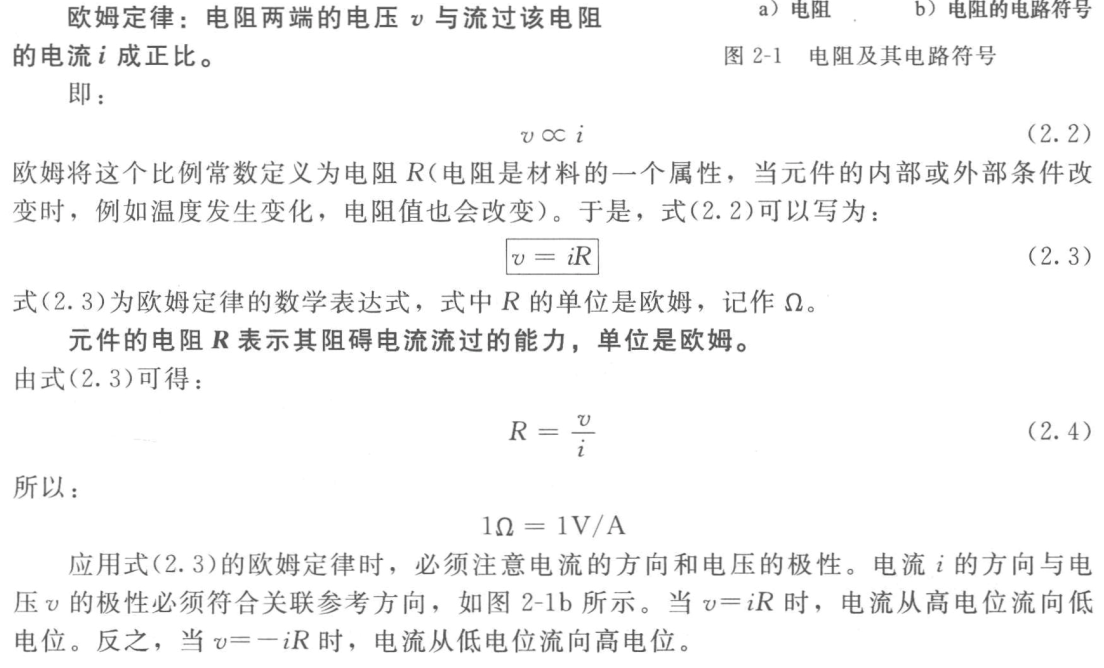 欧姆定律：电阻两端的电压 v 与流过该电阻
的电流 i 成正比。
a）电阻 b）电阻的电路符号
图 2-1 电阻及其电路符号
即：
v ∝ i (2.2)
欧姆将这个比例常数定义为电阻 R(电阻是材料的一个属性，当元件的内部或外部条件改
变时，例如温度发生变化，电阻值也会改变)。于是，式(2.2)可以写为：
v = iR (2.3)
式(2.3)为欧姆定律的数学表达式，式中 R 的单位是欧姆，记作 Ω。
元件的电阻 R 表示其阻碍电流流过的能力，单位是欧姆。
由式(2.3)可得：
R = v/i (2.4)
所以：
1Ω = 1V/A
应用式(2.3)的欧姆定律时，必须注意电流的方向和电压的极性。电流 i 的方向与电
压 v 的极性必须符合关联参考方向，如图 2-1b 所示。当 v=iR 时，电流从高电位流向低
电位。反之，当 v=－iR 时，电流从低电位流向高电位。